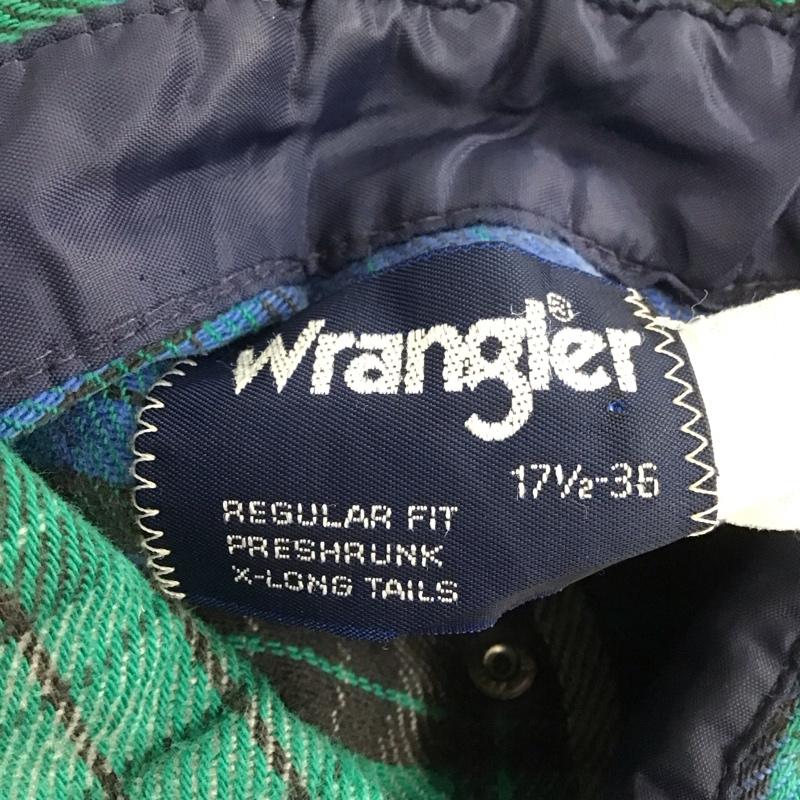 wrangler®
17½-36
REGULAR FIT
PRESHRUNK
X-LONG TAILS